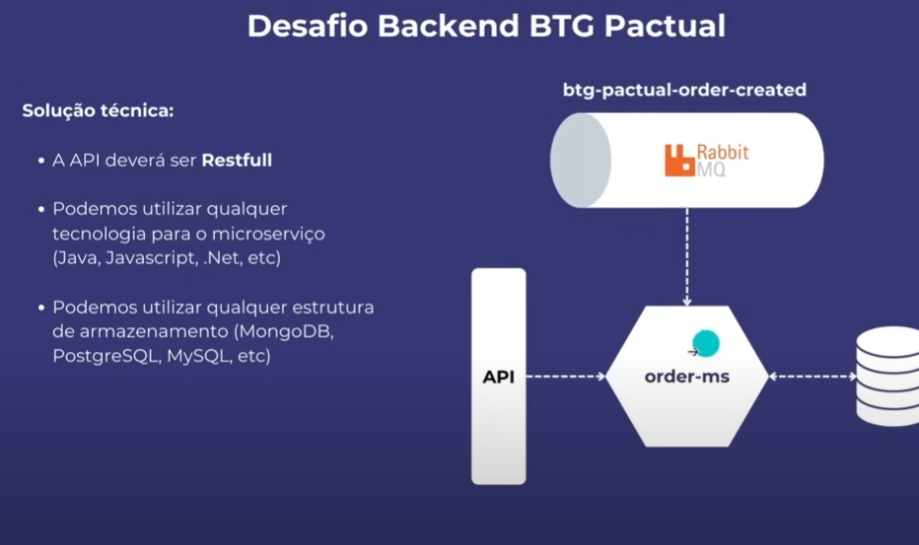 Desafio Backend BTG Pactual
Solução técnica:
• A API deverá ser Restfull
• Podemos utilizar qualquer
tecnologia para o microserviço
(Java, Javascript, .Net, etc)
• Podemos utilizar qualquer estrutura
de armazenamento (MongoDB,
PostgreSQL, MySQL, etc)
btg-pactual-order-created
Rabbit
MQ
API
order-ms